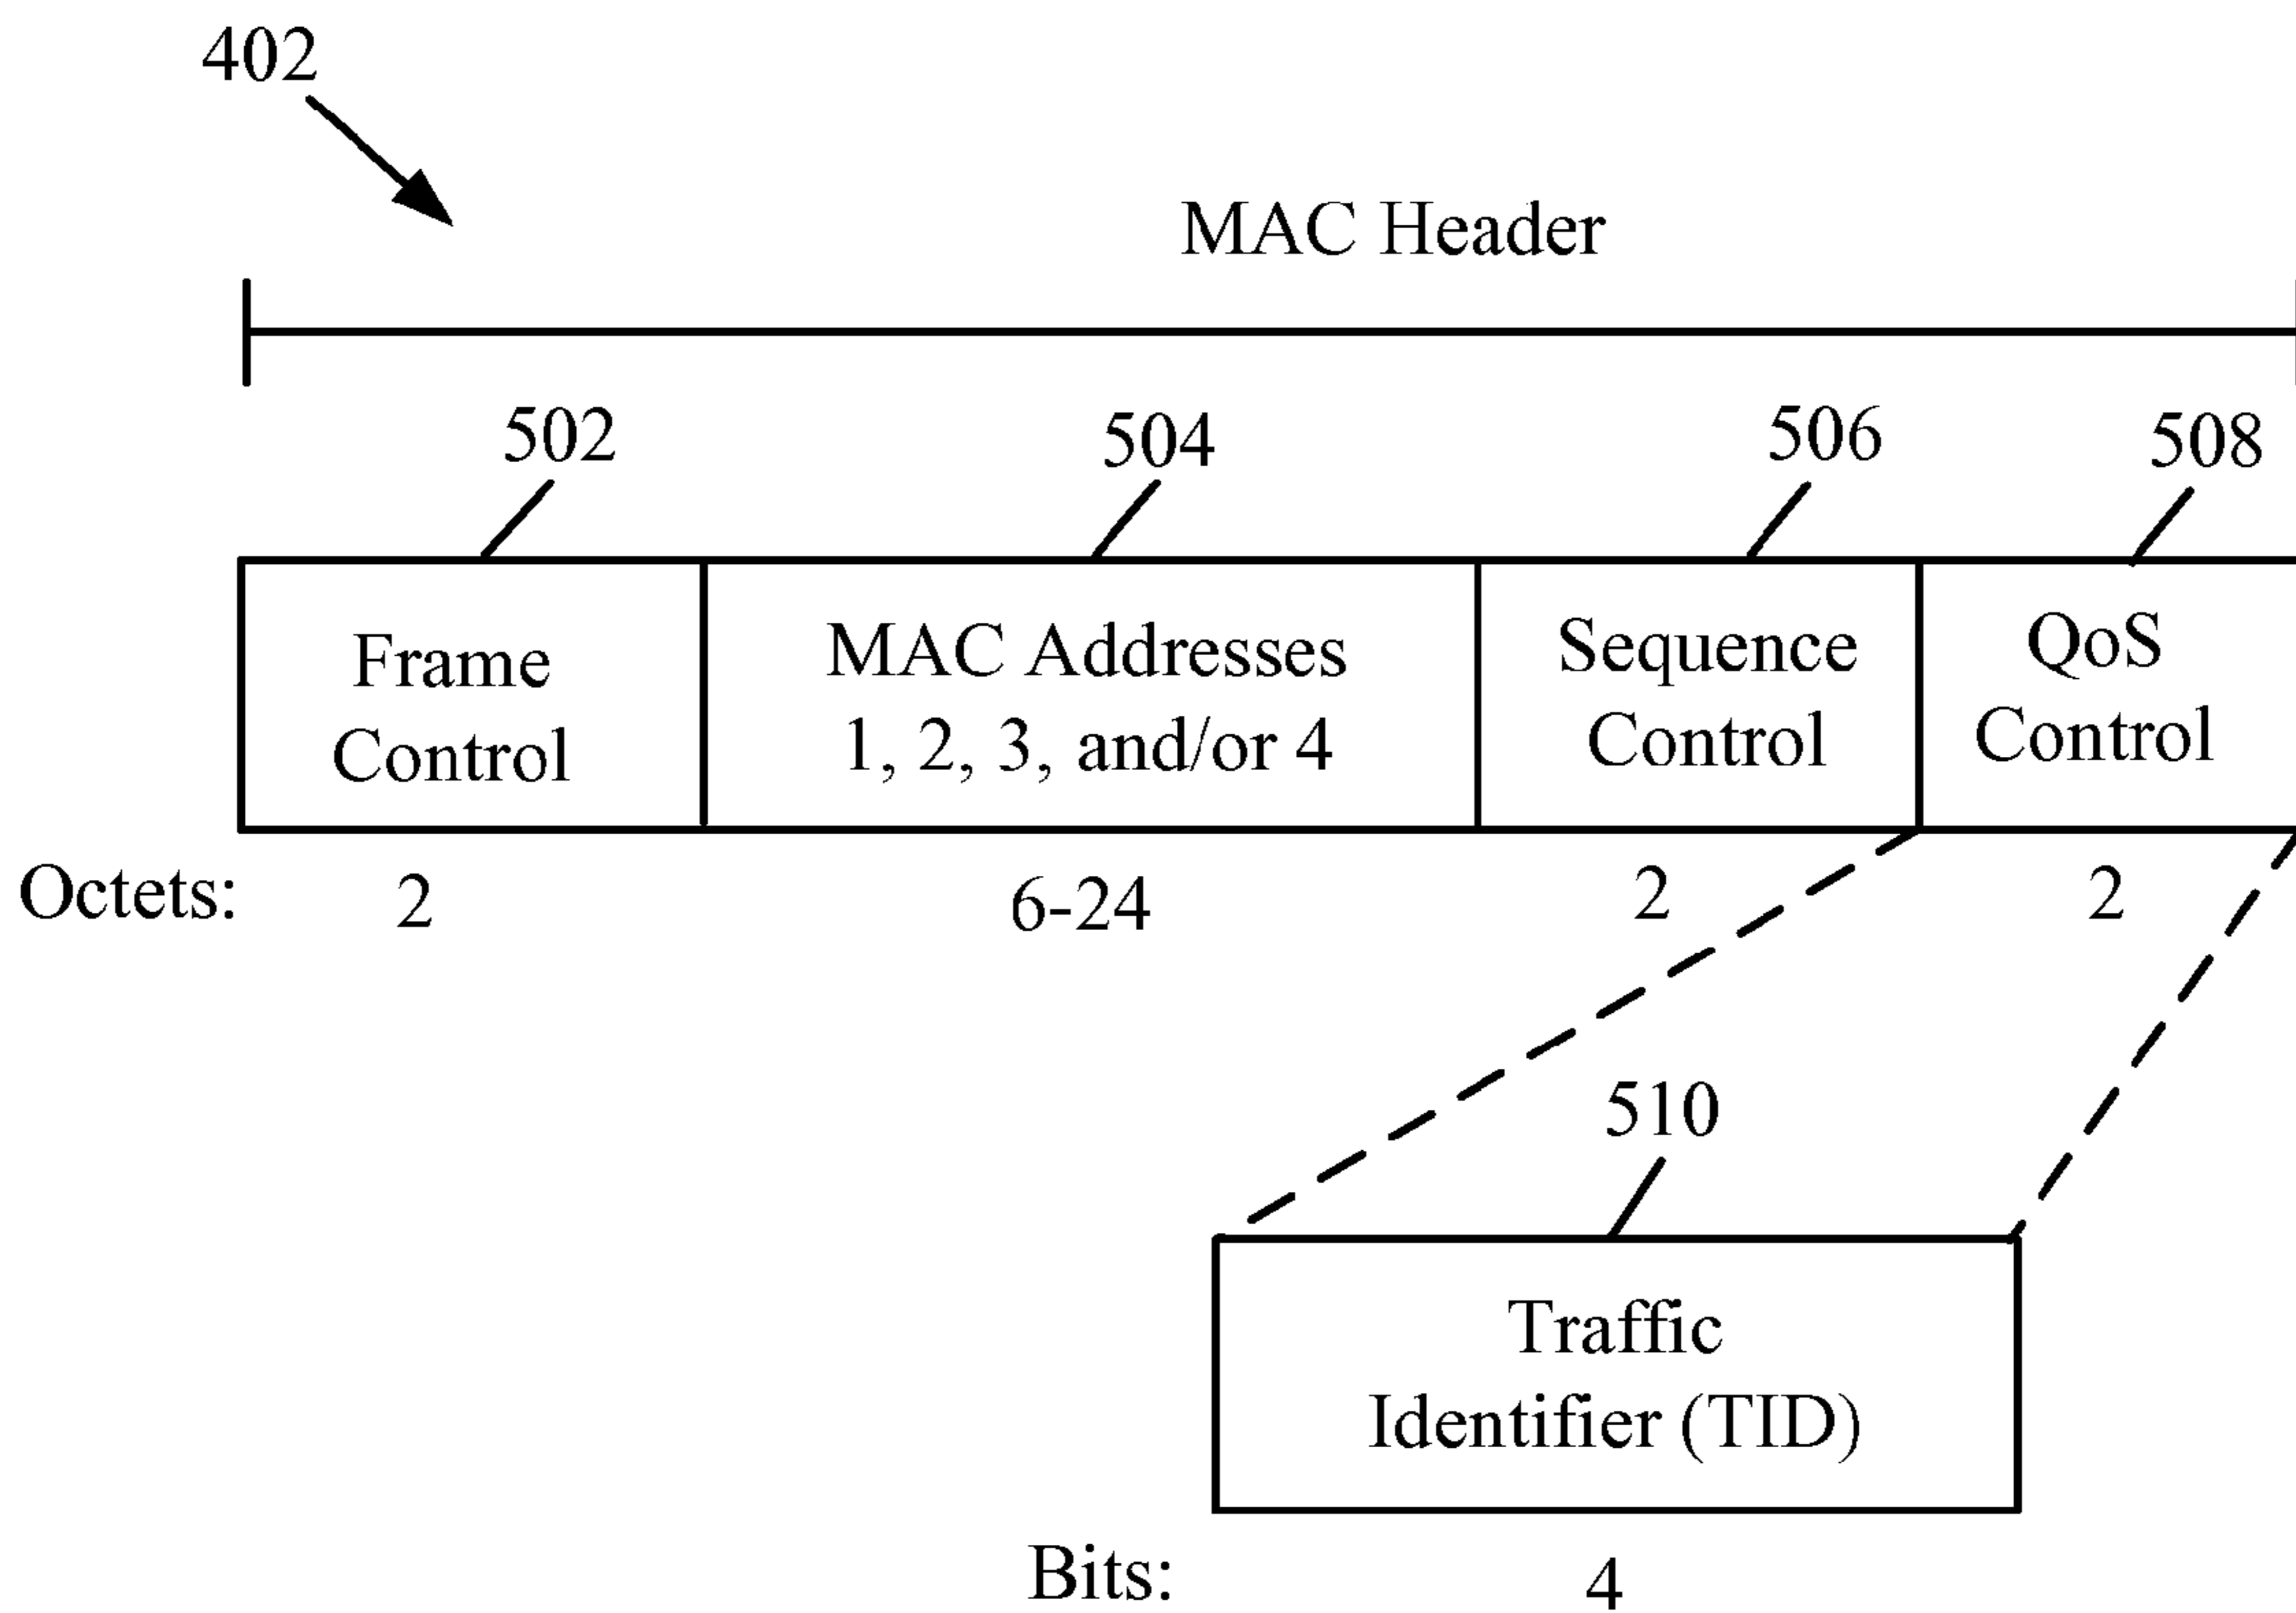 402
MAC Header
502
504
506
508
Frame
Control
MAC Addresses
1, 2, 3, and/or 4
Sequence
Control
QoS
Control
Octets:
2
6-24
2
2
510
Traffic
Identifier (TID)
Bits:
4